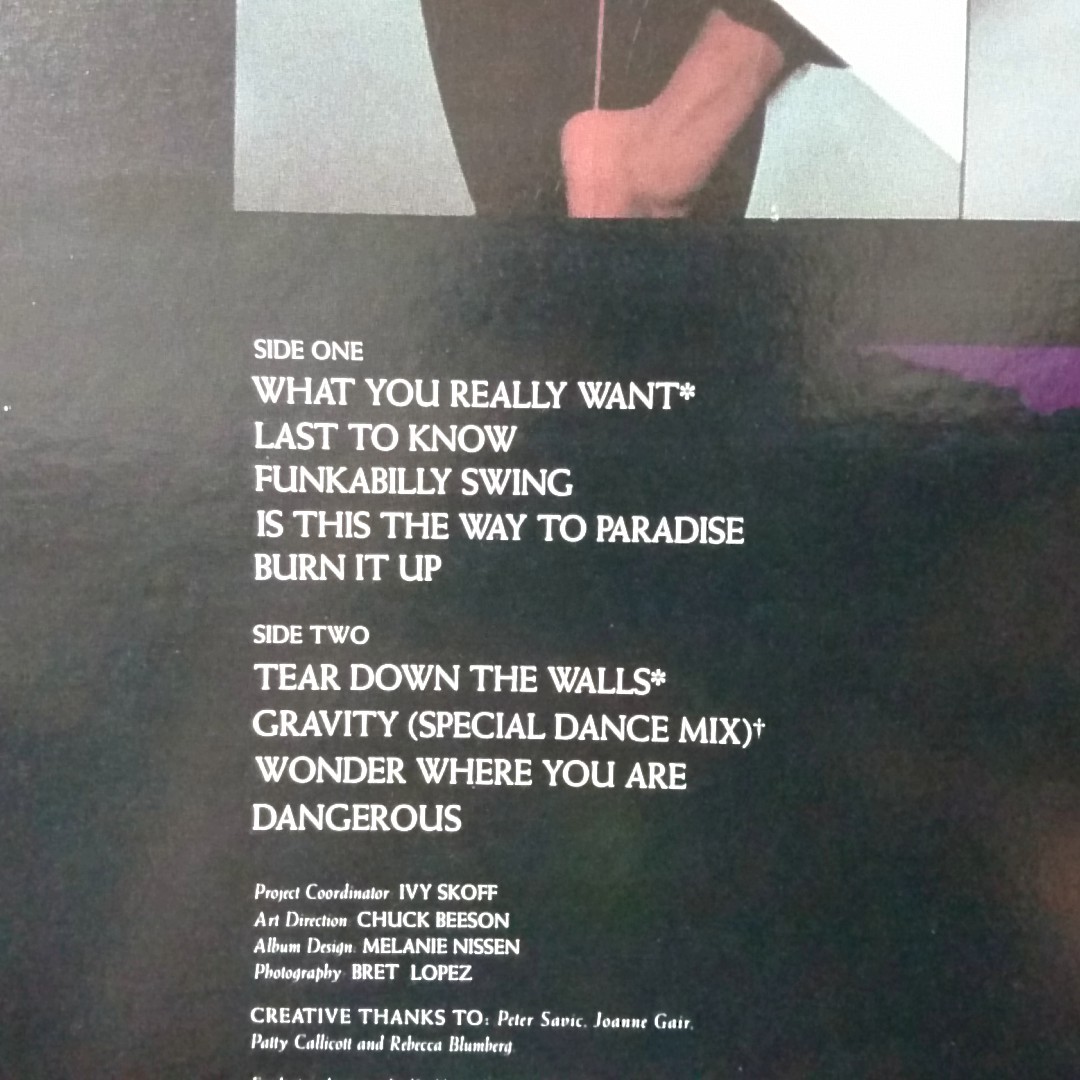 SIDE ONE
WHAT YOU REALLY WANT*
LAST TO KNOW
FUNKABILLY SWING
IS THIS THE WAY TO PARADISE
BURN IT UP
SIDE TWO
TEAR DOWN THE WALLS*
GRAVITY (SPECIAL DANCE MIX)†
WONDER WHERE YOU ARE
DANGEROUS
Project Coordinator IVY SKOFF
Art Direction CHUCK BEESON
Album Design MELANIE NISSEN
Photography BRET LOPEZ
CREATIVE THANKS TO: Peter Savic, Joanne Gair,
Patty Callicott and Rebecca Blumberg